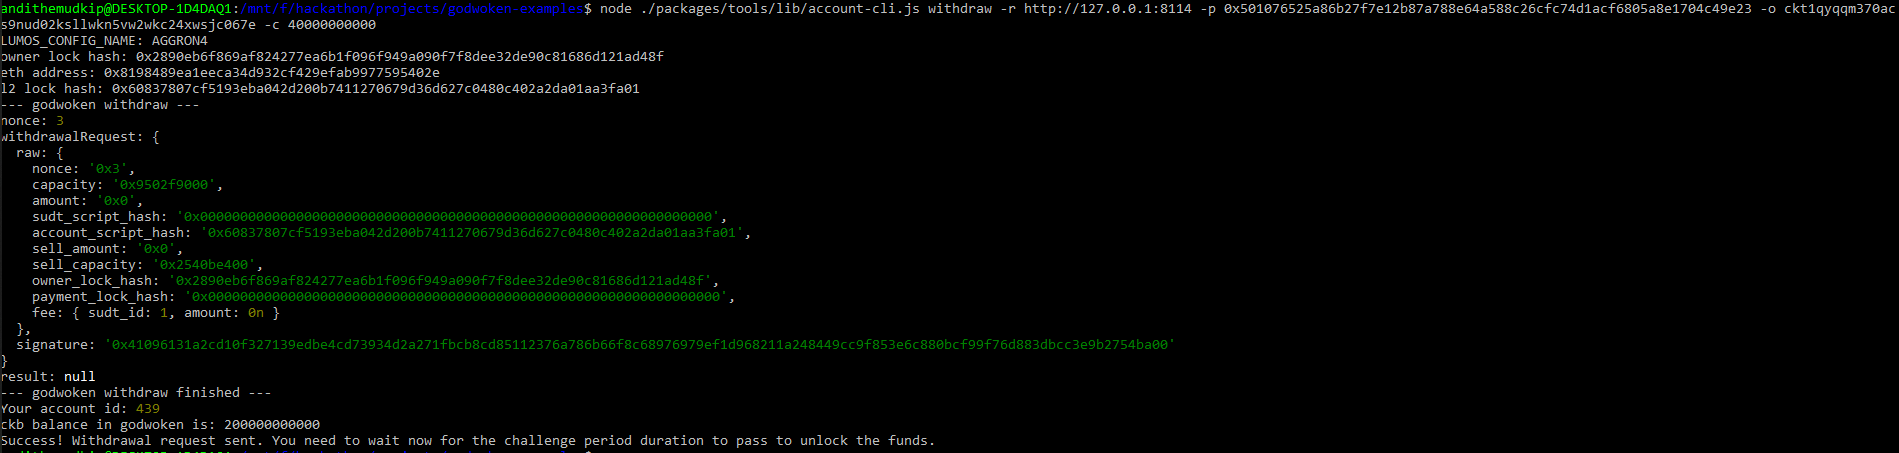 andithemudkip@DESKTOP-1D4DAQ1:/mnt/f/hackathon/projects/godwoken-examples$ node ./packages/tools/lib/account-cli.js withdraw -r http://127.0.0.1:8114 -p 0x501076525a86b27f7e12b87a788e64a588c26cfc74d1acf6805a8e1704c49e23 -o ckt1qyqqm370ac
s9nud02ksllwkn5vw2wkc24xwsjc067e -c 40000000000
LUMOS_CONFIG_NAME: AGGRON4
owner lock hash: 0x2890eb6f869af824277ea6b1f096f949a090f7f8dee32de90c81686d121ad48f
eth address: 0x8198489ea1eeca34d932cf429efab9977595402e
l2 lock hash: 0x60837807cf5193eba042d200b7411270679d36d627c0480c402a2da01aa3fa01
--- godwoken withdraw ---
nonce: 3
withdrawalRequest: {
raw: {
nonce: '0x3',
capacity: '0x9502f9000',
amount: '0x0',
sudt_script_hash: '0x0000000000000000000000000000000000000000000000000000000000000000',
account_script_hash: '0x60837807cf5193eba042d200b7411270679d36d627c0480c402a2da01aa3fa01',
sell_amount: '0x0',
sell_capacity: '0x2540be400',
owner_lock_hash: '0x2890eb6f869af824277ea6b1f096f949a090f7f8dee32de90c81686d121ad48f',
payment_lock_hash: '0x0000000000000000000000000000000000000000000000000000000000000000',
fee: { sudt_id: 1, amount: 0n }
},
signature: '0x41096131a2cd10f327139edbe4cd73934d2a271fbcb8cd85112376a786b66f8c68976979ef1d968211a248449cc9f853e6c880bcf99f76d883dbcc3e9b2754ba00'
}
result: null
--- godwoken withdraw finished ---
Your account id: 439
ckb balance in godwoken is: 200000000000
Success! Withdrawal request sent. You need to wait now for the challenge period duration to pass to unlock the funds.